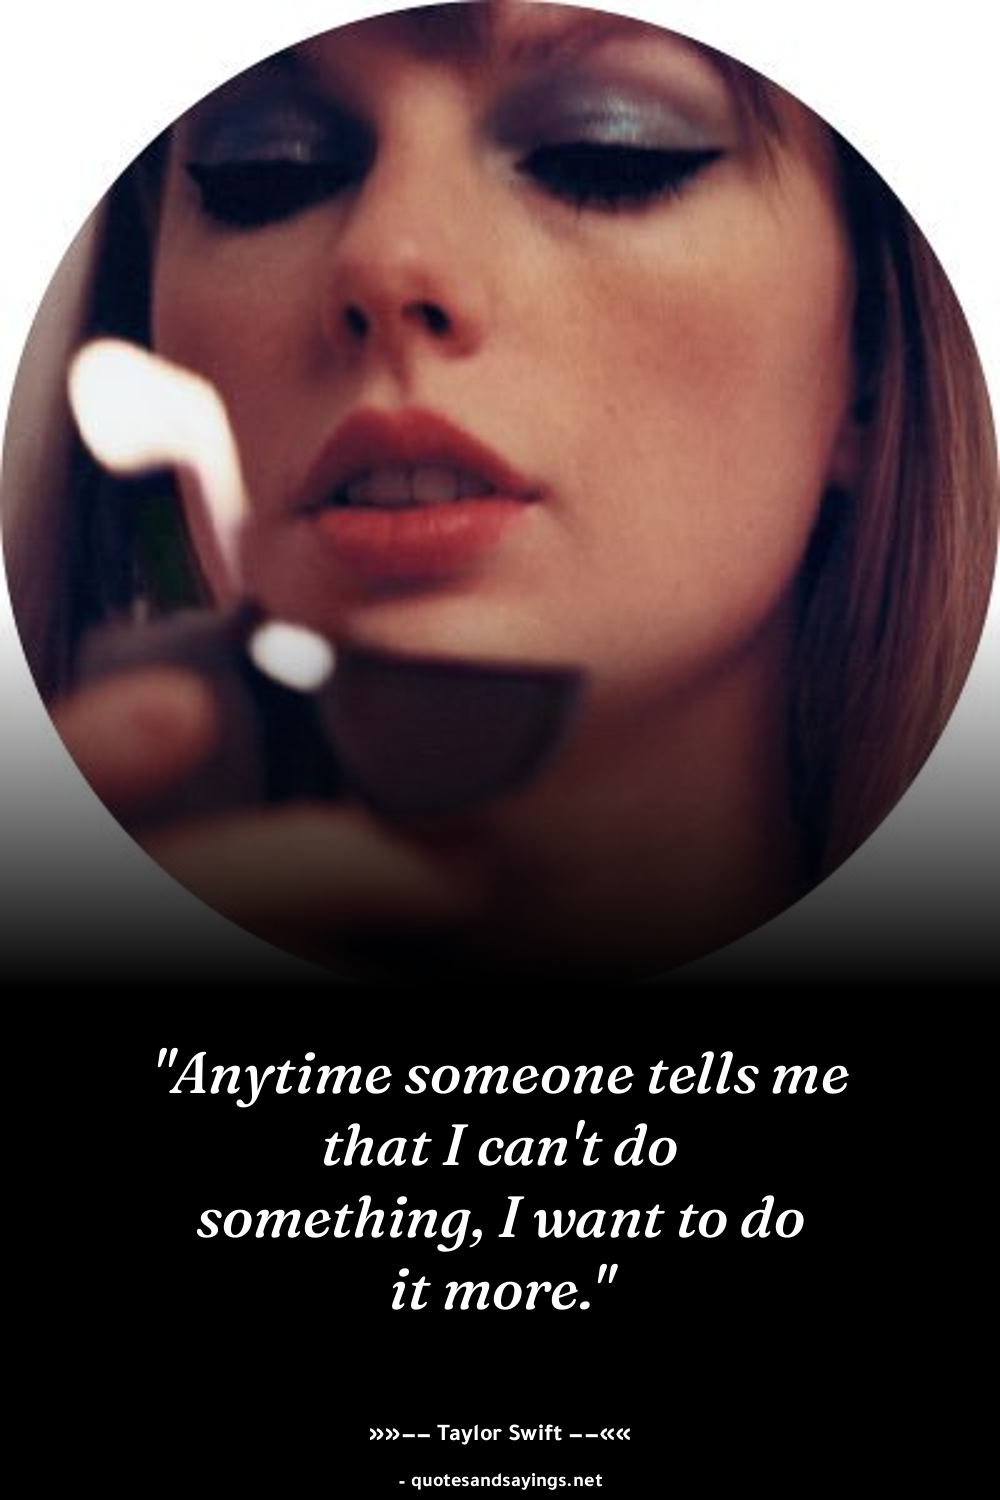 "Anytime someone tells me
that I can't do
something, I want to do
it more."
»»−− Taylor Swift −−««
- quotesandsayings.net